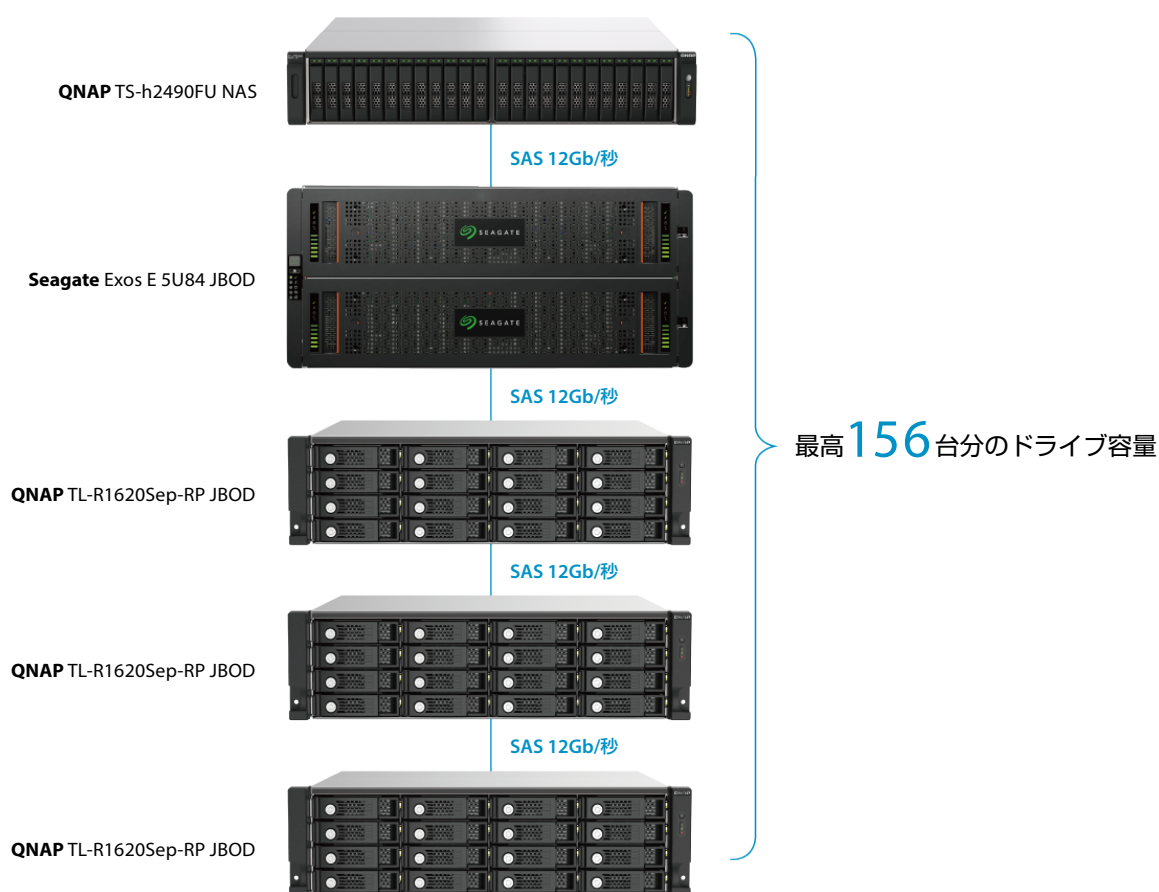 QNAP TS-h2490FU NAS
SAS 12Gb/秒
Seagate Exos E 5U84 JBOD
SEAGATE
SEAGATE
SAS 12Gb/秒
最高156台分のドライブ容量
QNAP TL-R1620Sep-RP JBOD
SAS 12Gb/秒
QNAP TL-R1620Sep-RP JBOD
SAS 12Gb/秒
QNAP TL-R1620Sep-RP JBOD